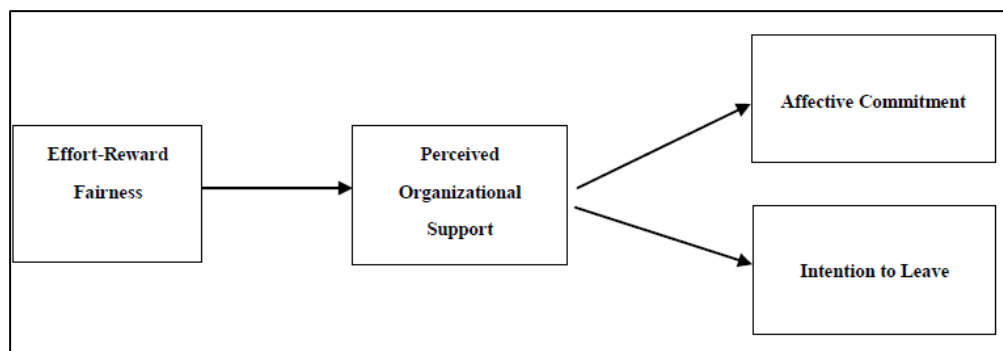 Effort-Reward
Fairness
Perceived
Organizational
Support
Affective Commitment
Intention to Leave